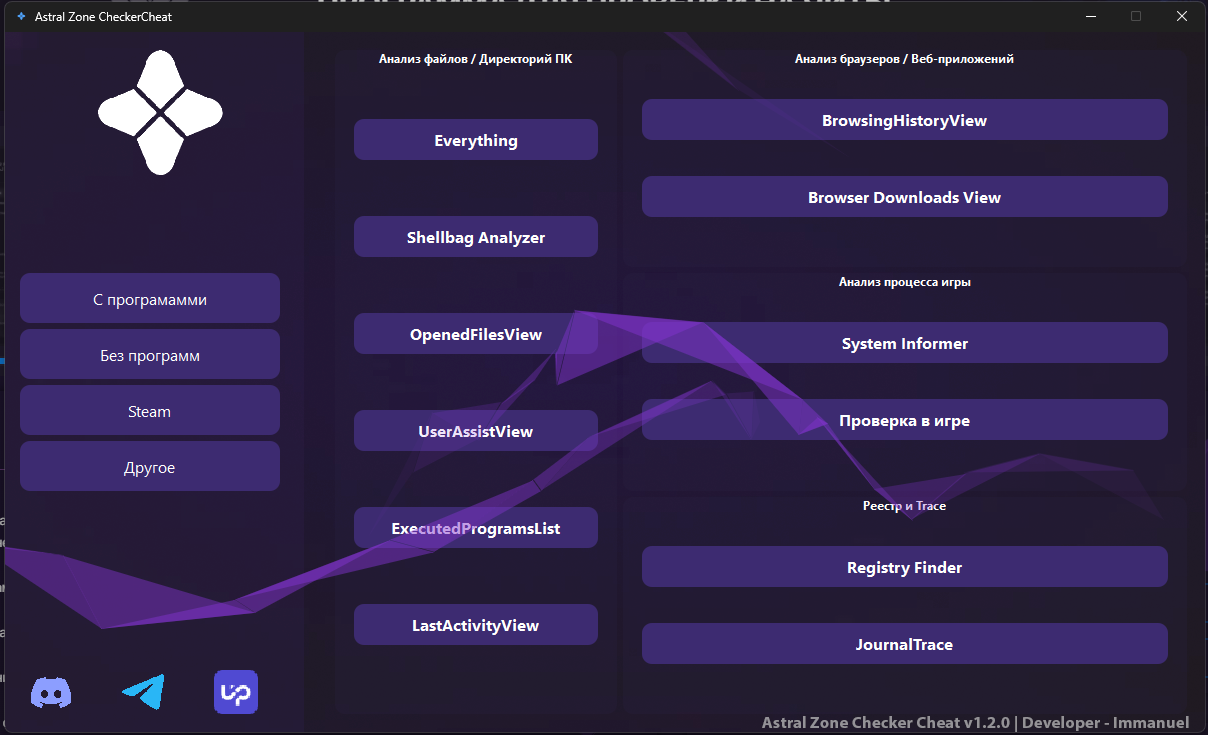 Astral Zone CheckerCheat
С программами
Без программ
Steam
Другое
Анализ файлов / Директорий ПК
Everything
Shellbag Analyzer
OpenedFilesView
UserAssistView
ExecutedProgramsList
LastActivityView
Анализ браузеров / Веб-приложений
BrowsingHistoryView
Browser Downloads View
Анализ процесса игры
System Informer
Проверка в игре
Реестр и Trace
Registry Finder
JournalTrace
up
Astral Zone Checker Cheat v1.2.0 | Developer - Immanuel